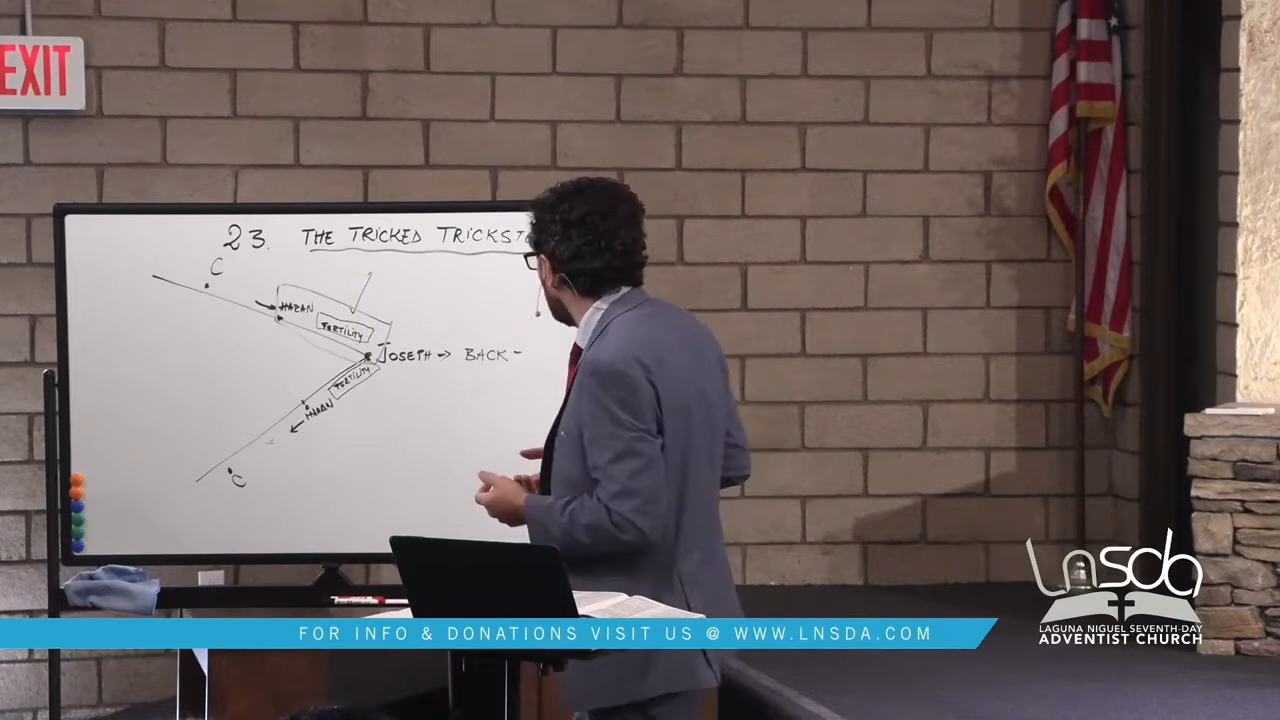 EXIT
23. THE TRICKED TRICKST
C
HARAN
FERTILITY
JOSEPH → BACK -
FERTILITY
HARAN
C
LNSDA
LAGUNA NIGUEL SEVENTH-DAY
ADVENTIST CHURCH
FOR INFO & DONATIONS VISIT US @ WWW.LNSDA.COM